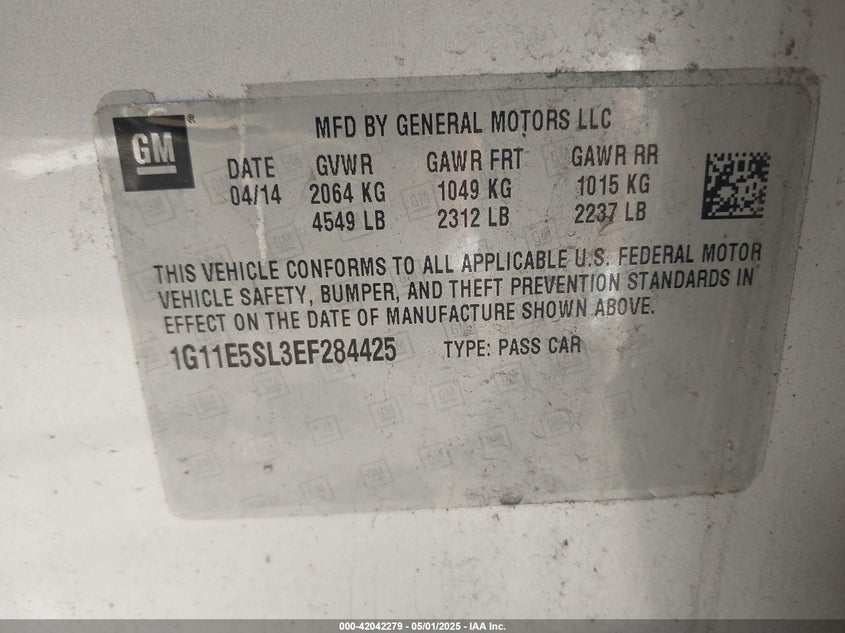 GM ®
MFD BY GENERAL MOTORS LLC
DATE GVWR GAWR FRT GAWR RR
04/14 2064 KG 1049 KG 1015 KG
4549 LB 2312 LB 2237 LB
THIS VEHICLE CONFORMS TO ALL APPLICABLE U.S. FEDERAL MOTOR
VEHICLE SAFETY, BUMPER, AND THEFT PREVENTION STANDARDS IN
EFFECT ON THE DATE OF MANUFACTURE SHOWN ABOVE.
1G11E5SL3EF284425 TYPE: PASS CAR
000-42042279 - 05/01/2025 - IAA Inc.